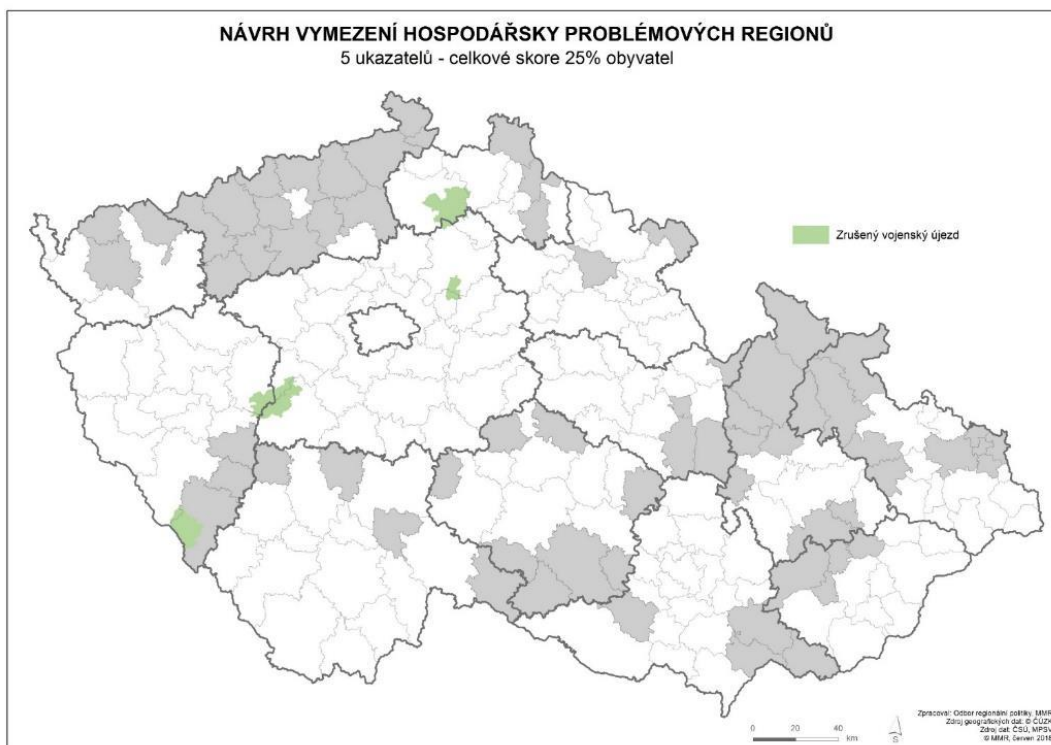 NÁVRH VYMEZENÍ HOSPODÁŘSKY PROBLÉMOVÝCH REGIONŮ
5 ukazatelů - celkové skore 25% obyvatel
Zrušený vojenský újezd
Zpracoval: Odbor regionální politiky, MMR
Zdroj geografických dat: © ČÚZK
Zdroj dat: ČSÚ, MPSV
© MMR, červen 2018
0 20 40
km
S